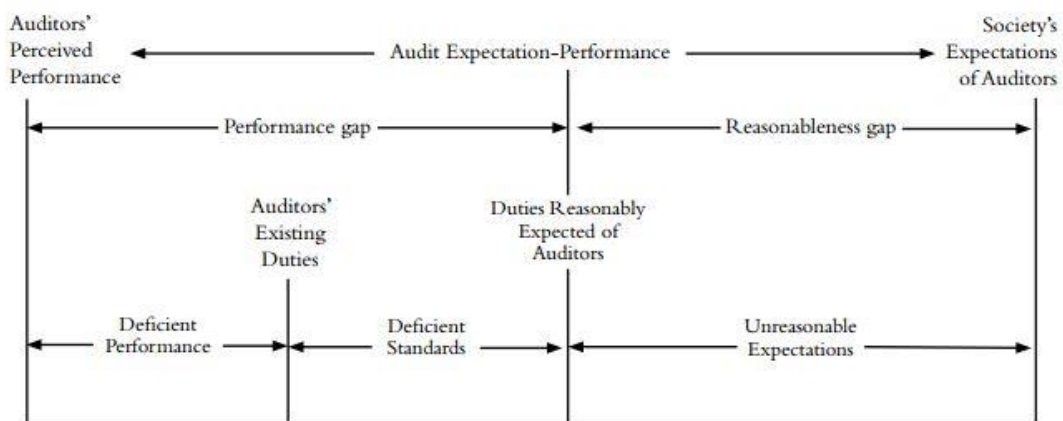 Auditors'
Perceived
Performance
Audit Expectation-Performance
Society's
Expectations
of Auditors
Performance gap
Reasonableness gap
Auditors'
Existing
Duties
Duties Reasonably
Expected of
Auditors
Deficient
Performance
Deficient
Standards
Unreasonable
Expectations